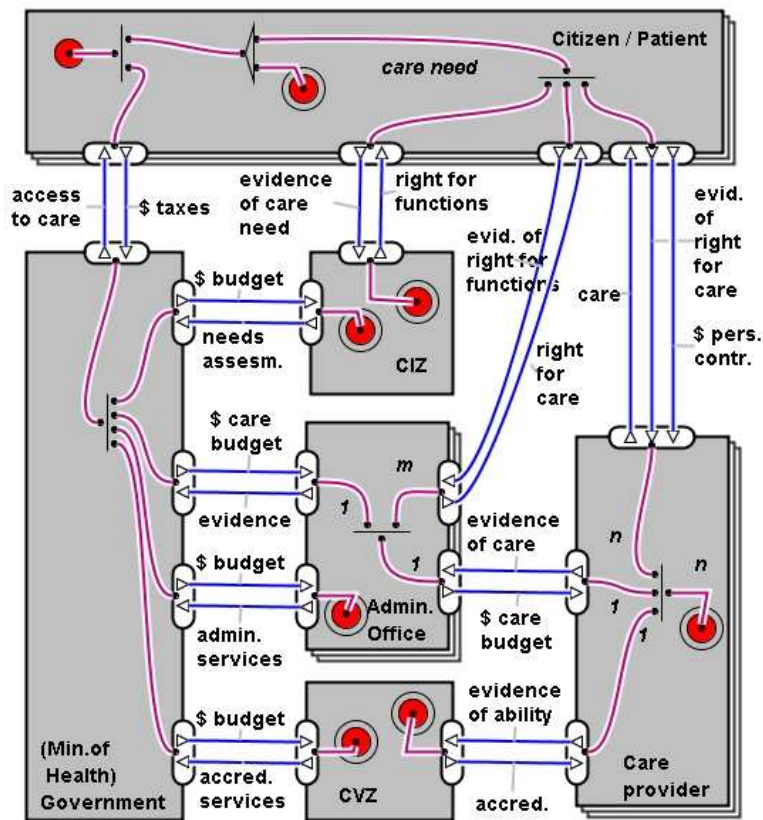 Citizen / Patient
care need
access
to care
$ taxes
evidence
of care
need
right for
functions
evid. of
right for
functions
evid.
of
right
for
care
care
right
for
care
$ pers.
contr.
$ budget
needs
assesm.
CIZ
$ care
budget
evidence
m
1
1
evidence
of care
$ care
budget
n
n
1
1
$ budget
admin.
services
Admin.
Office
$ budget
accred.
services
CVZ
evidence
of ability
accred.
(Min.of
Health)
Government
Care
provider